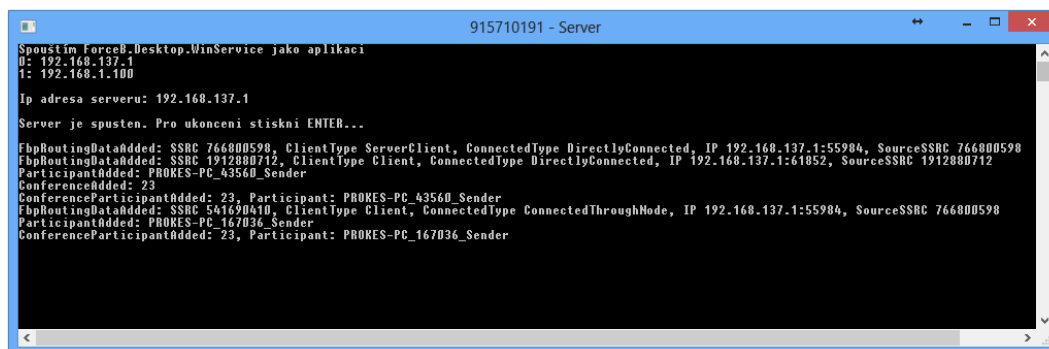 915710191 - Server
Spouštím ForceB.Desktop.WinService jako aplikaci
0: 192.168.137.1
1: 192.168.1.100
Ip adresa serveru: 192.168.137.1
Server je spusten. Pro ukonceni stiskni ENTER...
FbpRoutingDataAdded: SSRC 766800598, ClientType ServerClient, ConnectedType DirectlyConnected, IP 192.168.137.1:55984, SourceSSRC 766800598
FbpRoutingDataAdded: SSRC 1912880712, ClientType Client, ConnectedType DirectlyConnected, IP 192.168.137.1:61852, SourceSSRC 1912880712
ParticipantAdded: PROKES-PC_43560_Sender
ConferenceAdded: 23
ConferenceParticipantAdded: 23, Participant: PROKES-PC_43560_Sender
FbpRoutingDataAdded: SSRC 541690410, ClientType Client, ConnectedType ConnectedThroughNode, IP 192.168.137.1:55984, SourceSSRC 766800598
ParticipantAdded: PROKES-PC_167036_Sender
ConferenceParticipantAdded: 23, Participant: PROKES-PC_167036_Sender